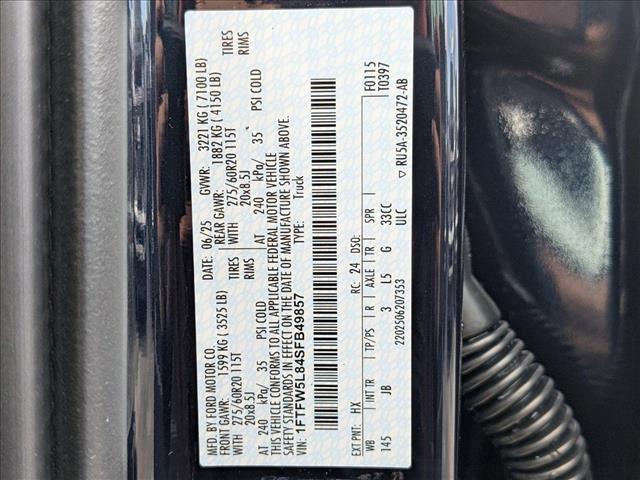 MFD. BY FORD MOTOR CO.
DATE: 06/25 GVWR: 3221 KG ( 7100 LB)
FRONT GAWR: 1599 KG ( 3525 LB) REAR GAWR: 1882 KG ( 4150 LB)
WITH 275/60R20 115T TIRES WITH 275/60R20 115T TIRES
20x8.5J RIMS 20x8.5J RIMS
AT 240 kPa/ 35 PSI COLD AT 240 kPa/ 35 PSI COLD
THIS VEHICLE CONFORMS TO ALL APPLICABLE FEDERAL MOTOR VEHICLE
SAFETY STANDARDS IN EFFECT ON THE DATE OF MANUFACTURE SHOWN ABOVE.
VIN: 1FTFW5L84SFB49857
TYPE: Truck
F0115
T0397
EXT PNT: HX RC: 24 DSO:
WB INT TR TP/PS R AXLE TR SPR
145 JB 3 L5 G 33CC
2202506207353 ULC
▽ RU5A-3520472-AB